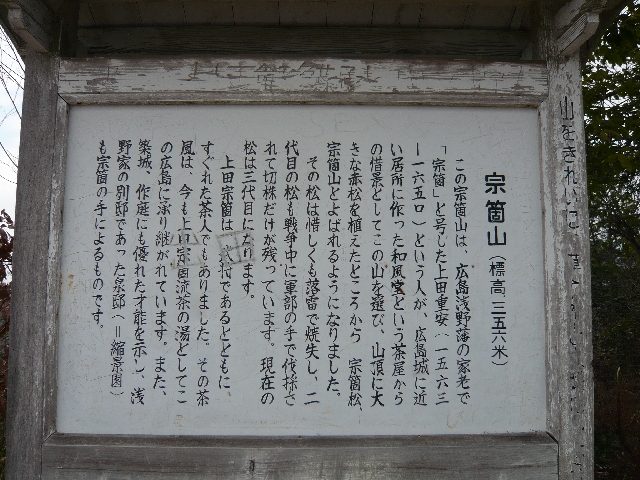 宗箇山（標高三五六米）
この宗箇山は、広島浅野藩の家老で
「宗箇」と号した上田重安（一五六三
ー一六五〇）という人が、広島城に近
い居所に作った和風堂という茶屋から
の借景としてこの山を選び、山頂に大
きな赤松を植えたところから　宗箇松、
宗箇山とよばれるようになりました。
その松は惜しくも落雷で焼失し、二
代目の松も戦争中に軍部の手で伐採さ
れて切株だけが残っています。現在の
松は三代目になります。
上田宗箇は　将であるとともに、
すぐれた茶人でもありました。その茶
風は、今も上田宗箇流茶の湯としてこ
の広島に承り継がれています。また、
築城、作庭にも優れた才能を示し、浅
野家の別邸であった泉邸（＝縮景園）
も宗箇の手によるものです。
山をきれいに